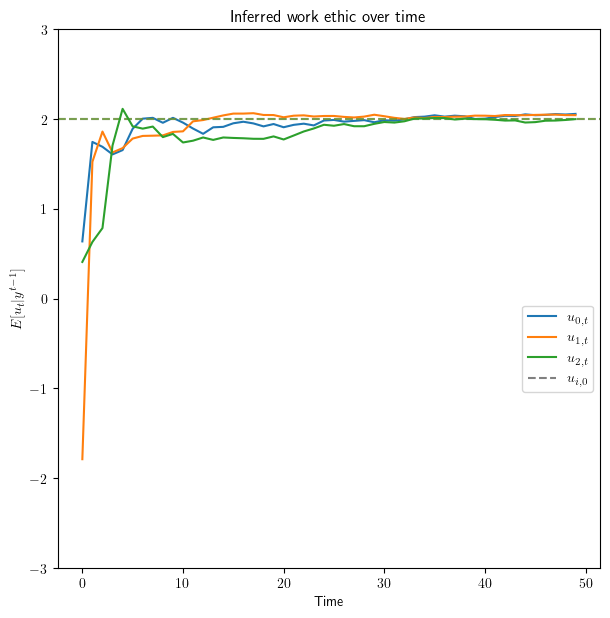 Inferred work ethic over time
3
2
1
0
−1
−2
−3
E[u_t|y^{t−1}]
u_{0,t}
u_{1,t}
u_{2,t}
u_{i,0}
0 10 20 30 40 50
Time